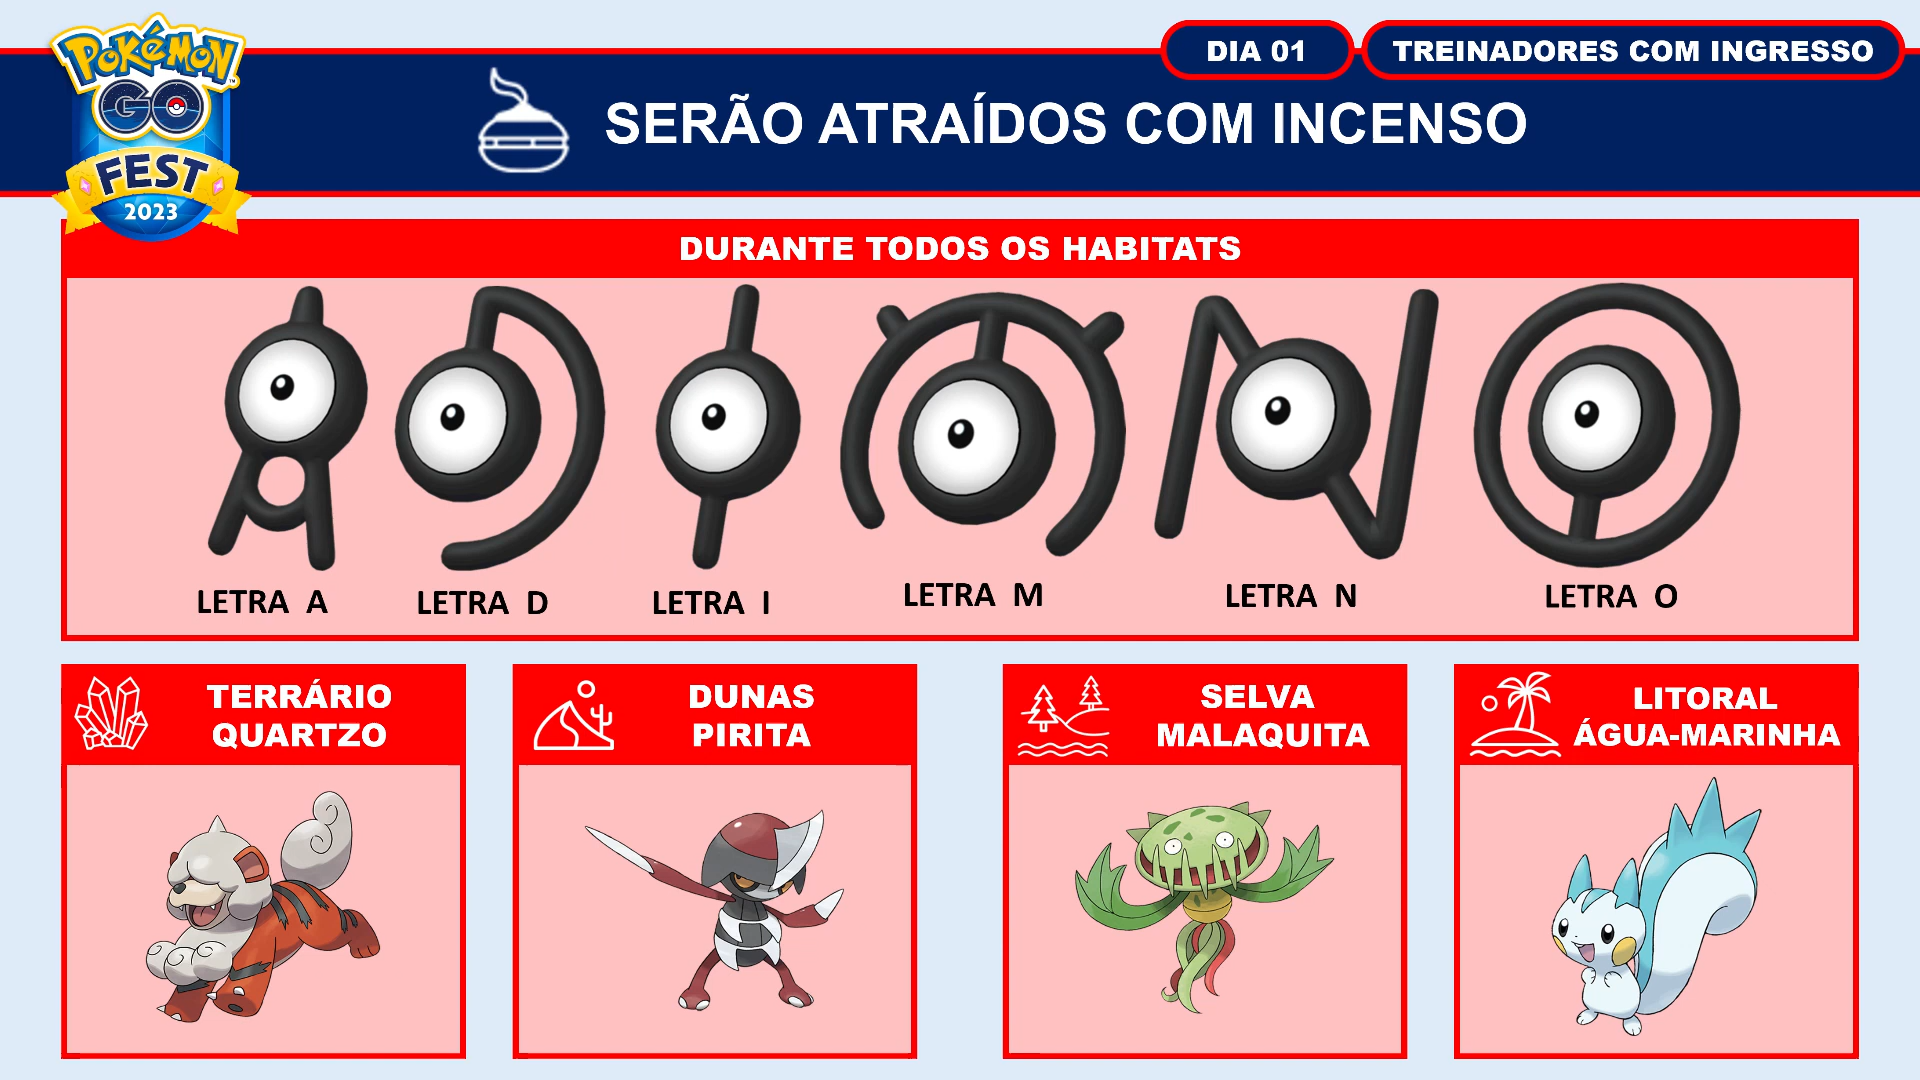 POKÉMON
GO
FEST
2023
DIA 01
TREINADORES COM INGRESSO
SERÃO ATRAÍDOS COM INCENSO
DURANTE TODOS OS HABITATS
LETRA A
LETRA D
LETRA I
LETRA M
LETRA N
LETRA O
TERRÁRIO
QUARTZO
DUNAS
PIRITA
SELVA
MALAQUITA
LITORAL
ÁGUA-MARINHA